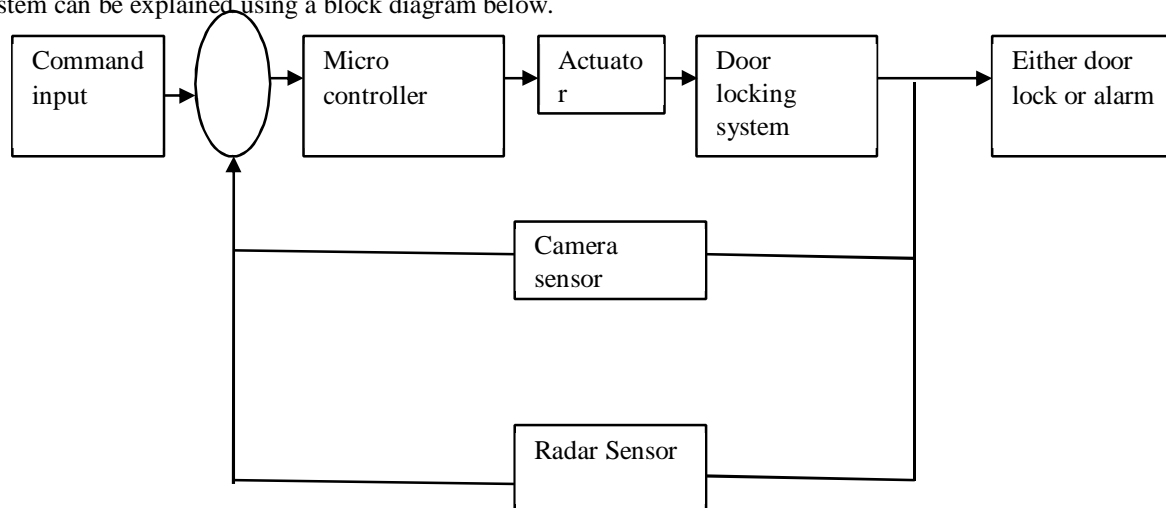 stem can be explained using a block diagram below.
Command
input
Micro
controller
Actuato
r
Door
locking
system
Either door
lock or alarm
Camera
sensor
Radar Sensor